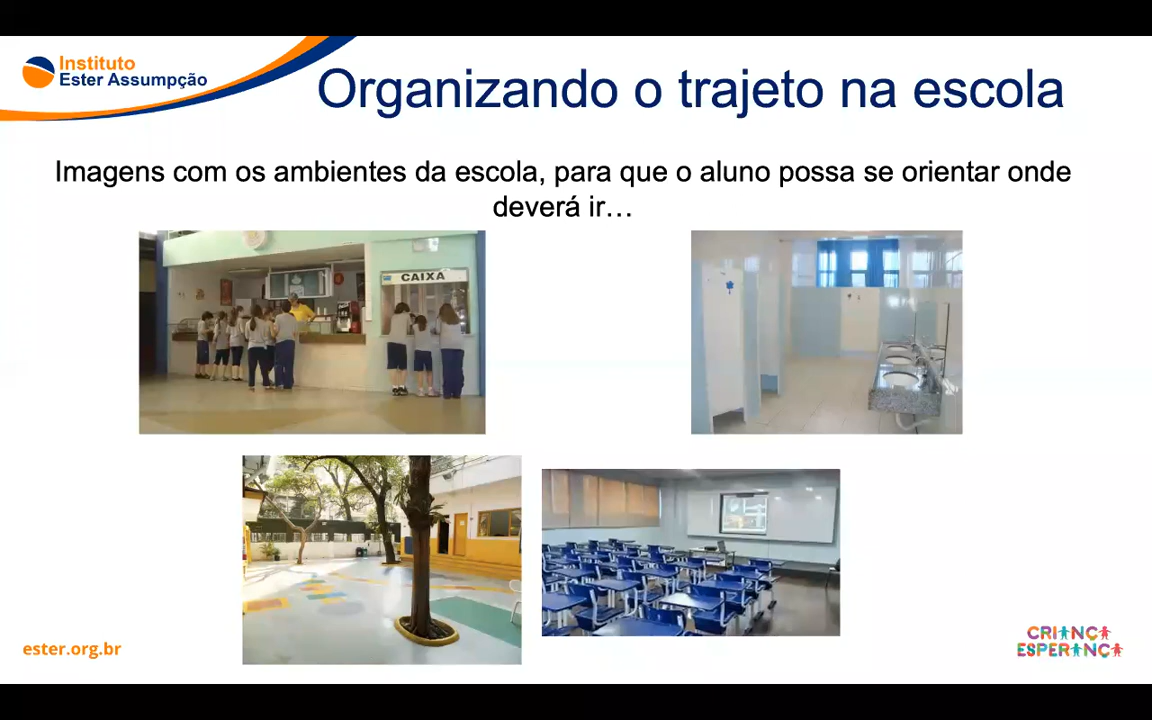 Instituto
Ester Assumpção
Organizando o trajeto na escola
Imagens com os ambientes da escola, para que o aluno possa se orientar onde
deverá ir…
CAIXA
ester.org.br
CRIANÇA
ESPERANÇA